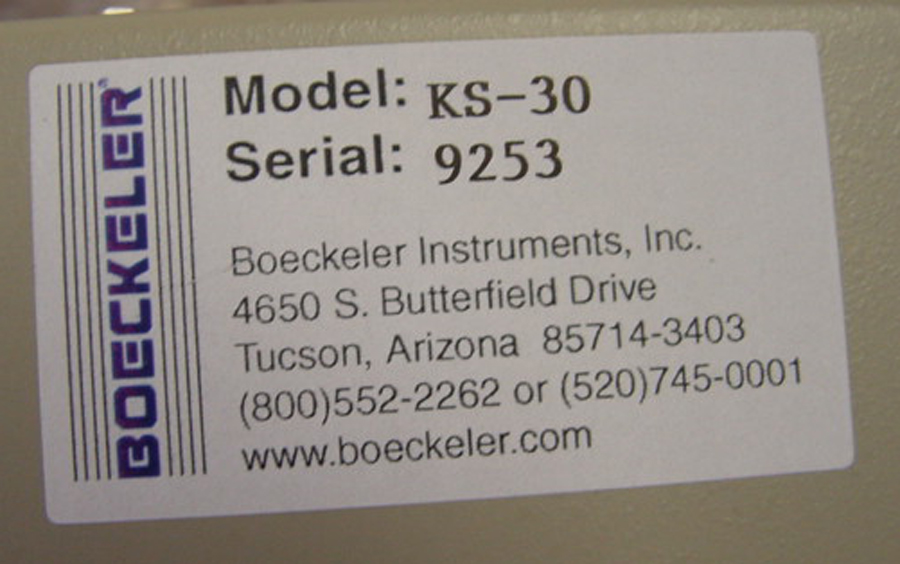 BOECKELER®
Model: KS-30
Serial: 9253
Boeckeler Instruments, Inc.
4650 S. Butterfield Drive
Tucson, Arizona 85714-3403
(800)552-2262 or (520)745-0001
www.boeckeler.com